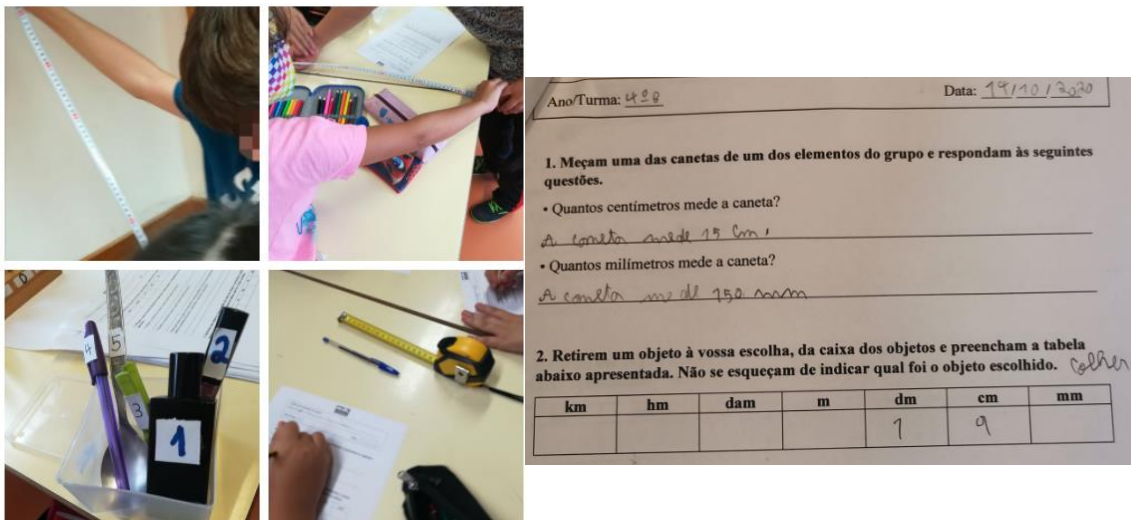 4
5
3
2
1
Ano/Turma: 4º B
Data: 19/10/2020
1. Meçam uma das canetas de um dos elementos do grupo e respondam às seguintes
questões.
• Quantos centímetros mede a caneta?
A caneta mede 15 cm.
• Quantos milímetros mede a caneta?
A caneta mede 150 mm
2. Retirem um objeto à vossa escolha, da caixa dos objetos e preencham a tabela
abaixo apresentada. Não se esqueçam de indicar qual foi o objeto escolhido. Colher
km hm dam m dm cm mm
1 9